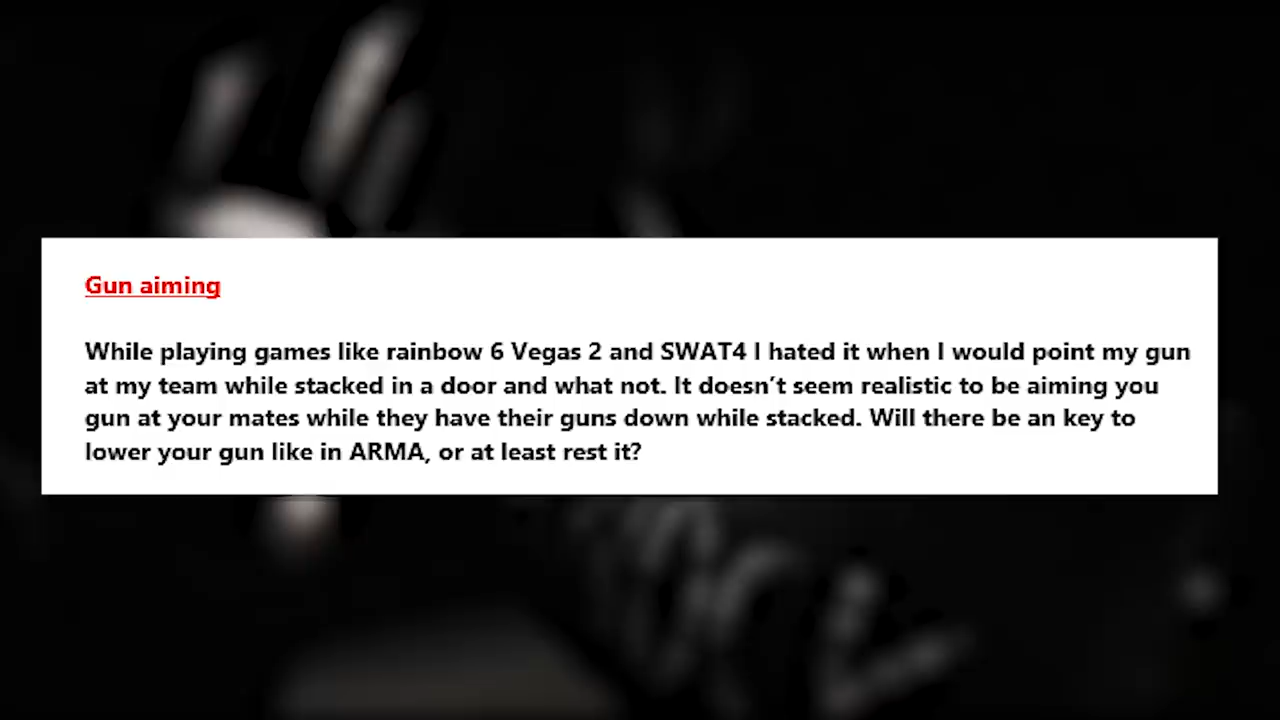 Gun aiming
While playing games like rainbow 6 Vegas 2 and SWAT4 I hated it when I would point my gun
at my team while stacked in a door and what not. It doesn’t seem realistic to be aiming you
gun at your mates while they have their guns down while stacked. Will there be an key to
lower your gun like in ARMA, or at least rest it?